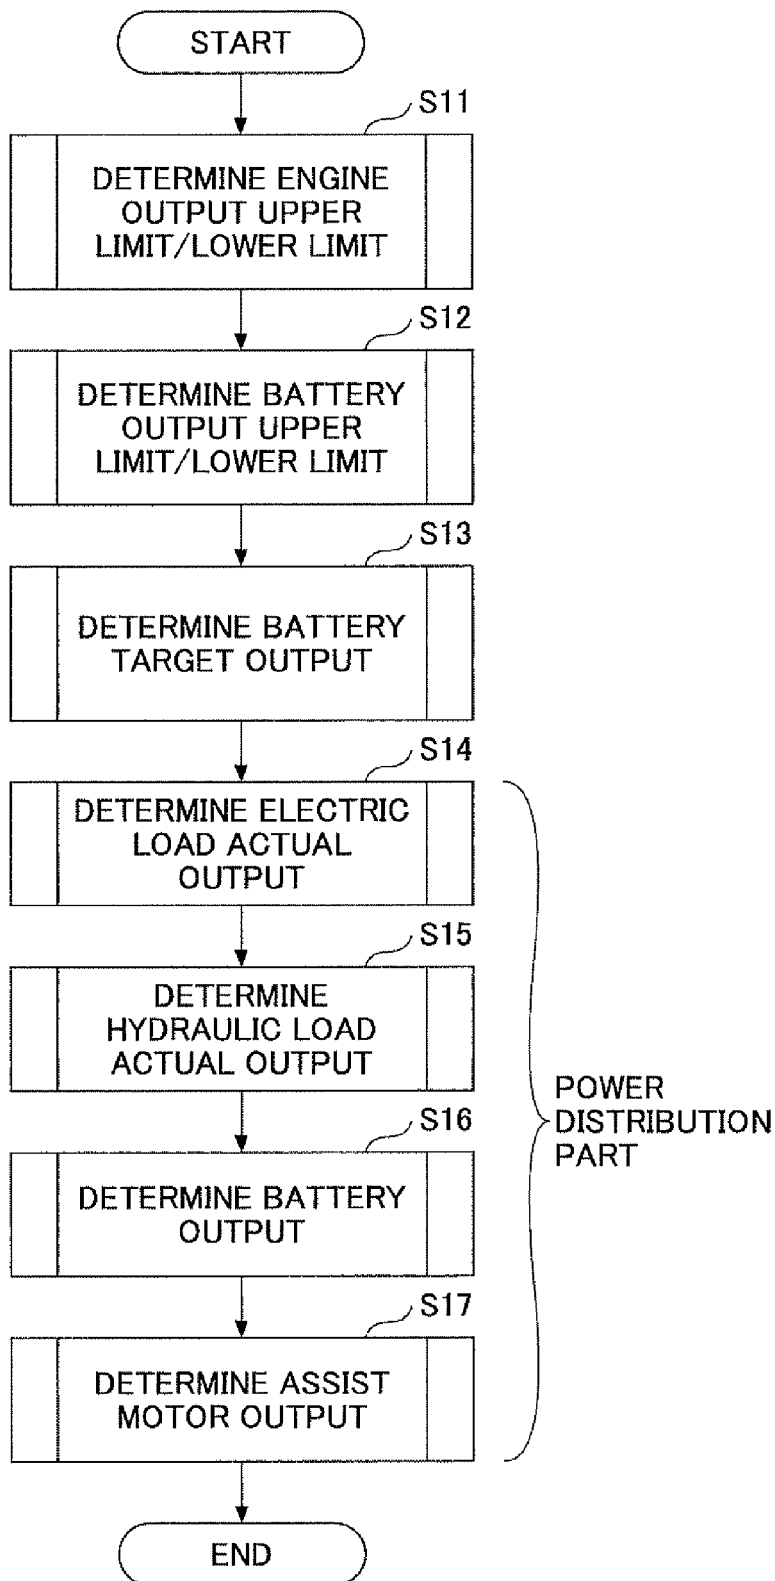 START
S11
DETERMINE ENGINE
OUTPUT UPPER
LIMIT/LOWER LIMIT
S12
DETERMINE BATTERY
OUTPUT UPPER
LIMIT/LOWER LIMIT
S13
DETERMINE BATTERY
TARGET OUTPUT
S14
DETERMINE ELECTRIC
LOAD ACTUAL
OUTPUT
S15
DETERMINE
HYDRAULIC LOAD
ACTUAL OUTPUT
POWER
DISTRIBUTION
PART
S16
DETERMINE BATTERY
OUTPUT
S17
DETERMINE ASSIST
MOTOR OUTPUT
END